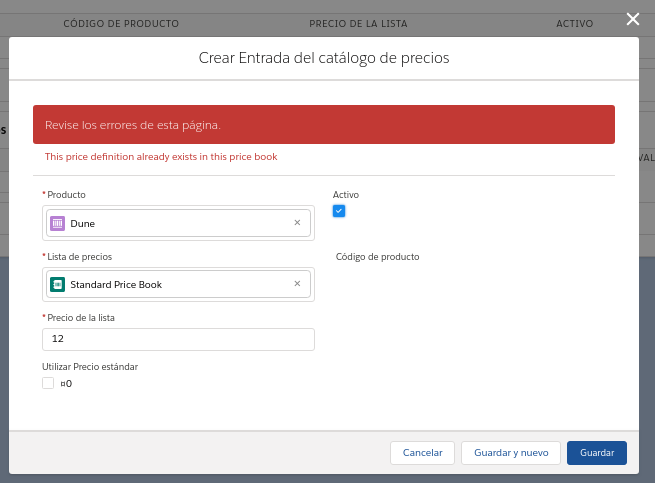 CÓDIGO DE PRODUCTO PRECIO DE LA LISTA ACTIVO
Crear Entrada del catálogo de precios
Revise los errores de esta página.
This price definition already exists in this price book
* Producto Activo
Dune
* Lista de precios Código de producto
Standard Price Book
* Precio de la lista
12
Utilizar Precio estándar
¤0
Cancelar Guardar y nuevo Guardar